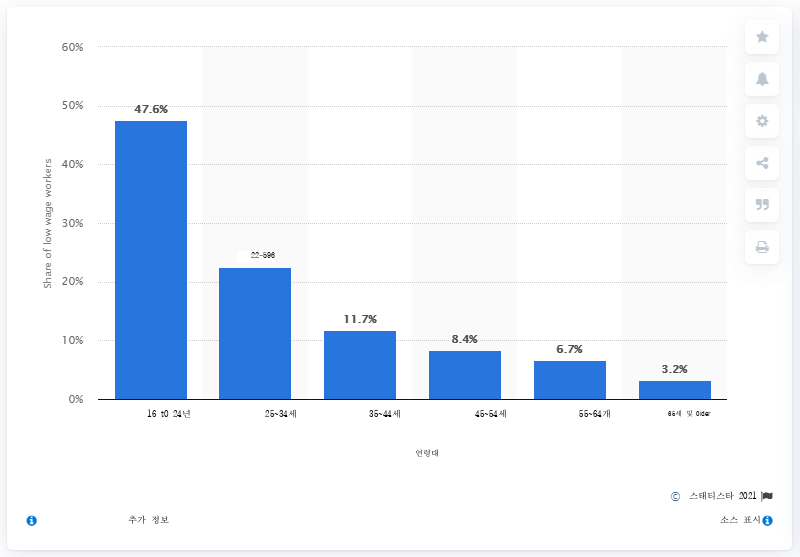 60%
50%
40%
30%
20%
10%
0%
Share of low wage workers
47.6%
22-596
11.7%
8.4%
6.7%
3.2%
16 to 24년
25~34세
35~44세
45~54세
55~64개
65세 및 Older
연령대
© 스태티스타 2021
추가 정보
소스 표시